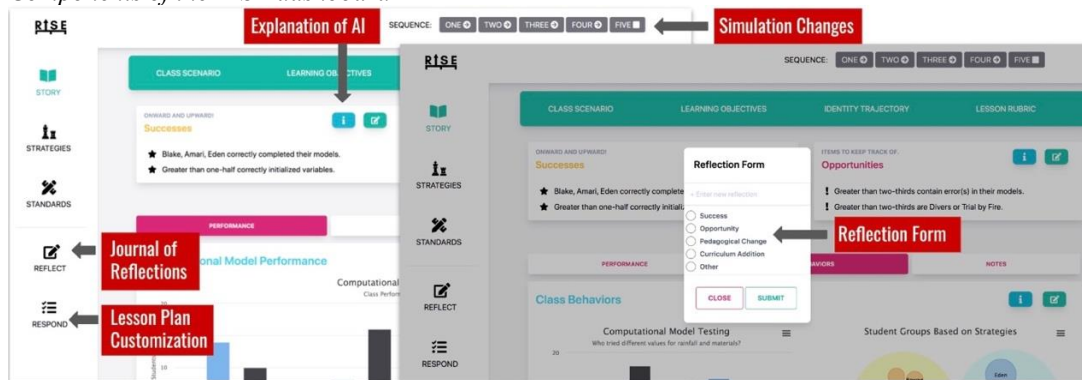 RISE
Explanation of AI
SEQUENCE: ONE TWO THREE FOUR FIVE
Simulation Changes
STORY
STRATEGIES
STANDARDS
REFLECT
RESPOND
Journal of
Reflections
Lesson Plan
Customization
CLASS SCENARIO
LEARNING
ONWARD AND UPWARD!
Successes
Blake, Amari, Eden correctly completed their models.
Greater than one-half correctly initialized variables.
PERFORMANCE
Model Performance
Computational
Class
10
RISE
SEQUENCE: ONE TWO THREE FOUR FIVE
STORY
STRATEGIES
STANDARDS
REFLECT
RESPOND
CLASS SCENARIO LEARNING OBJECTIVES IDENTITY TRAJECTORY LESSON RUBRIC
ONWARD AND UPWARD!
Successes
Blake, Amari, Eden correctly
Greater than one-half correctly
ITEMS TO KEEP TRACK OF.
Opportunities
Greater than two-thirds contain error(s) in their models.
Greater than two-thirds are Divers or Trial by Fire.
Reflection Form
+ Enter new reflection
Success
Opportunity
Pedagogical Change
Curriculum Addition
Other
CLOSE SUBMIT
Reflection Form
PERFORMANCE
NOTES
Class Behaviors
Computational Model Testing
Who tried different values for rainfall and materials?
20
Student Groups Based on Strategies
Eden